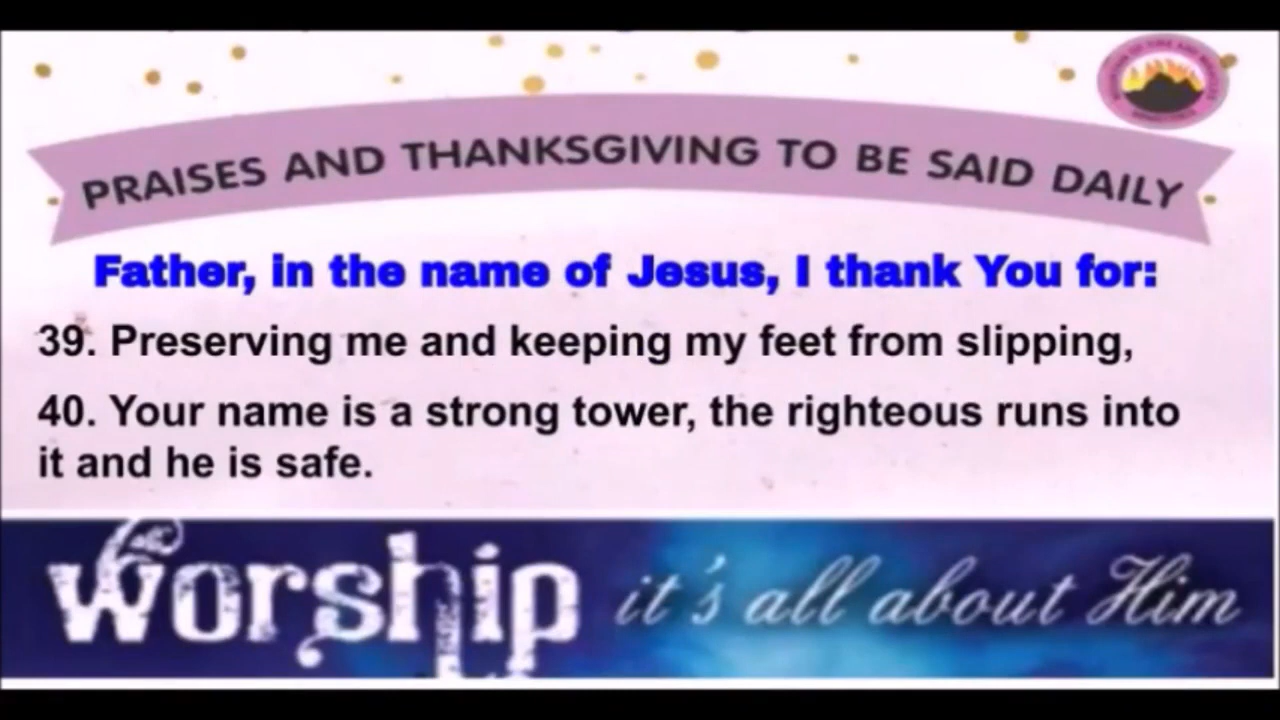 PRAISES AND THANKSGIVING TO BE SAID DAILY
Father, in the name of Jesus, I thank You for:
39. Preserving me and keeping my feet from slipping,
40. Your name is a strong tower, the righteous runs into
it and he is safe.
worship it's all about Him